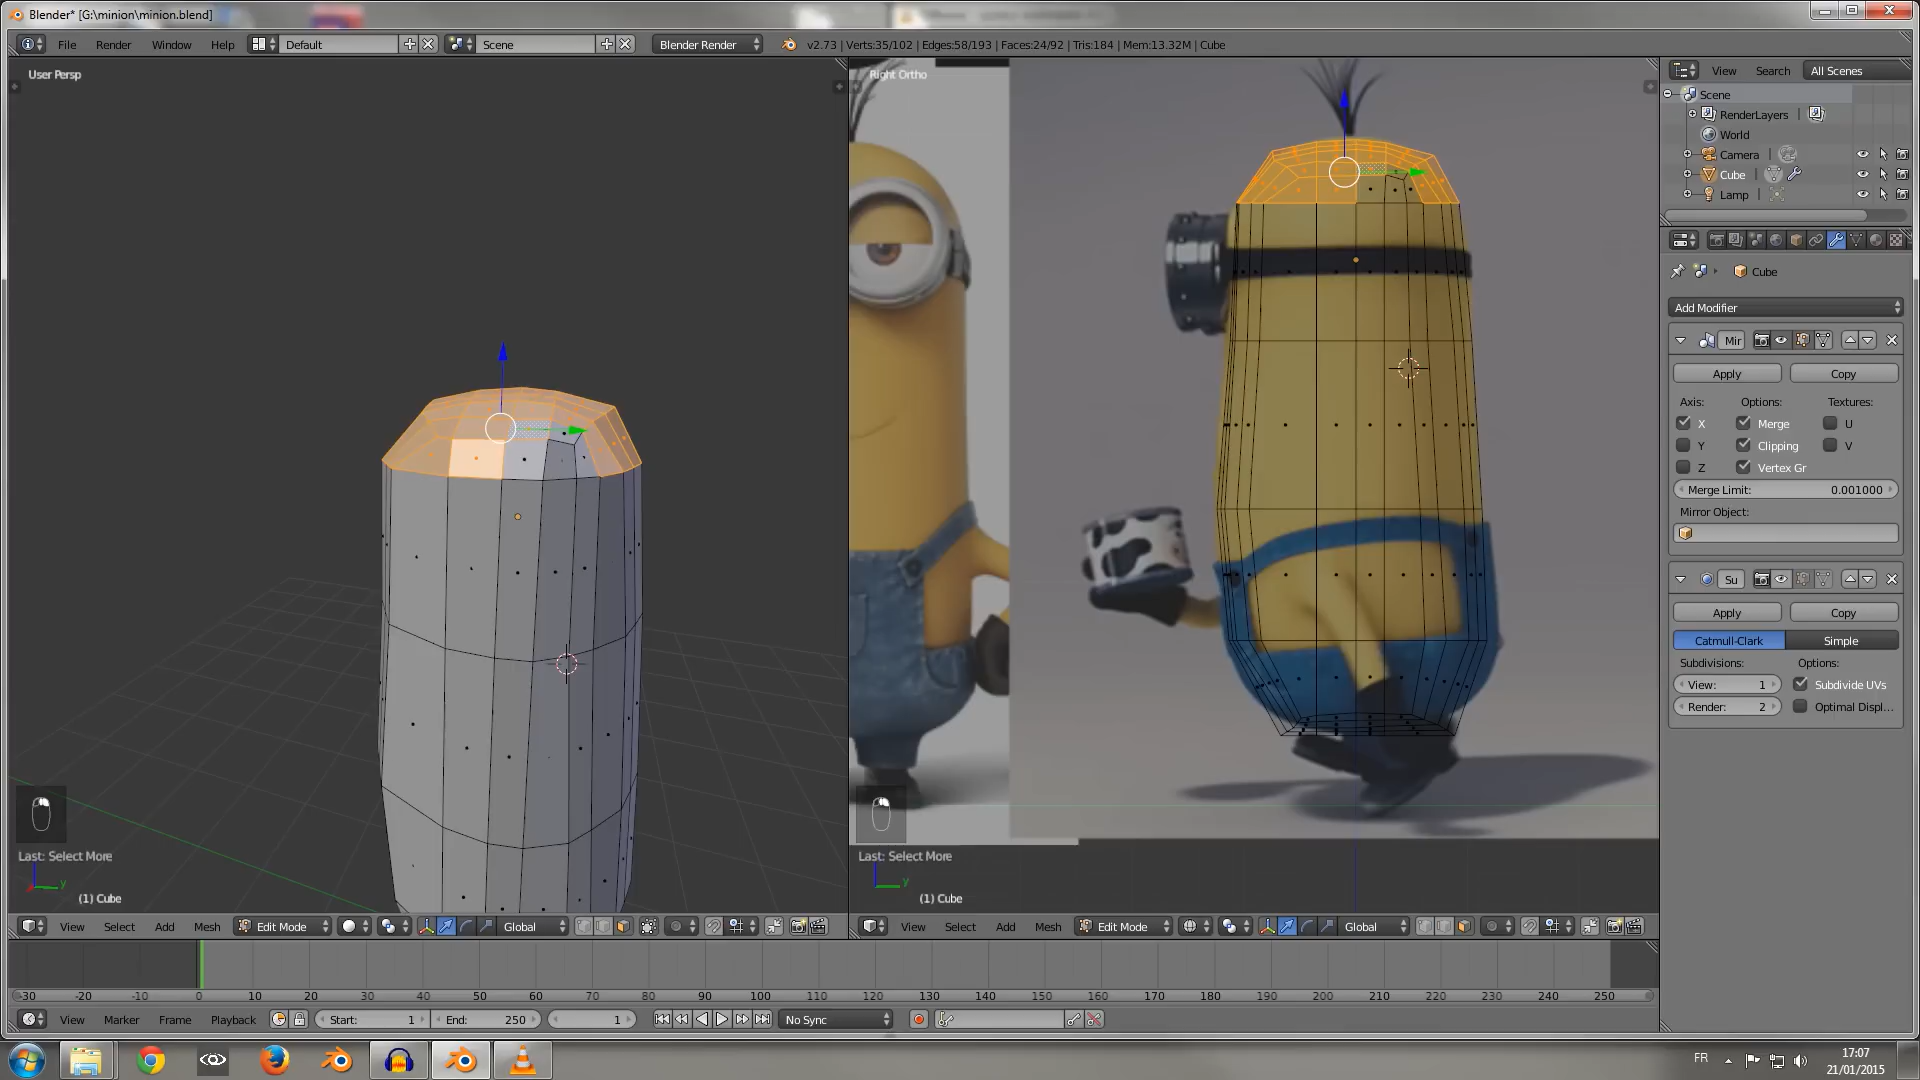 Blender* [G:\minion\minion.blend]
File Render Window Help Default Scene Blender Render v2.73 | Verts:35/102 | Edges:58/193 | Faces:24/92 | Tris:184 | Mem:13.32M | Cube
User Persp
Right Ortho
View Search All Scenes
Scene
RenderLayers
World
Camera
Cube
Lamp
Cube
Add Modifier
Mir
Apply Copy
Axis: Options: Textures:
X Merge U
Y Clipping V
Z Vertex Gr
Merge Limit: 0.001000
Mirror Object:
Su
Apply Copy
Catmull-Clark Simple
Subdivisions: Options:
View: 1 Subdivide UVs
Render: 2 Optimal Displ...
Last: Select More
y
(1) Cube
Last: Select More
y
(1) Cube
View Select Add Mesh Edit Mode Global
View Select Add Mesh Edit Mode Global
-30 -20 -10 0 10 20 30 40 50 60 70 80 90 100 110 120 130 140 150 160 170 180 190 200 210 220 230 240 250
View Marker Frame Playback Start: 1 End: 250 1 No Sync
FR 17:07
21/01/2015